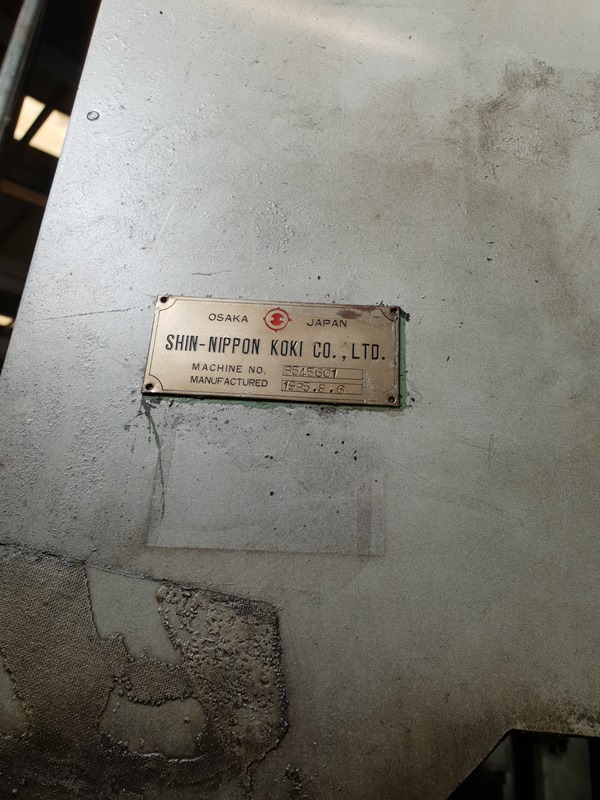 OSAKA JAPAN
SHIN-NIPPON KOKI CO., LTD.
MACHINE NO.
MANUFACTURED